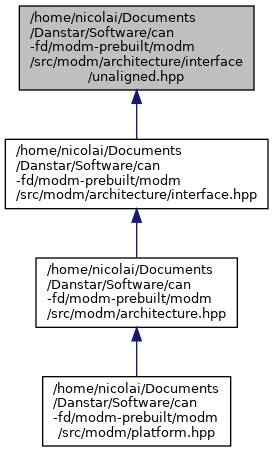 /home/nicolai/Documents
/Danstar/Software/can
-fd/modm-prebuilt/modm
/src/modm/architecture/interface
/unaligned.hpp
/home/nicolai/Documents
/Danstar/Software/can
-fd/modm-prebuilt/modm
/src/modm/architecture/interface.hpp
/home/nicolai/Documents
/Danstar/Software/can
-fd/modm-prebuilt/modm
/src/modm/architecture.hpp
/home/nicolai/Documents
/Danstar/Software/can
-fd/modm-prebuilt/modm
/src/modm/platform.hpp